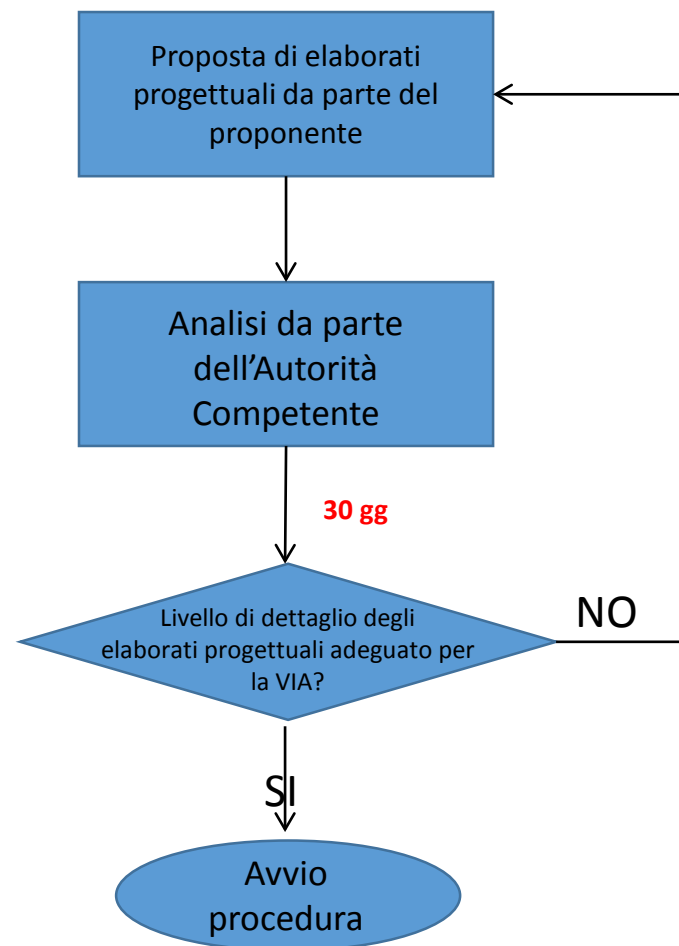 Proposta di elaborati
progettuali da parte del
proponente
Analisi da parte
dell’Autorità
Competente
30 gg
Livello di dettaglio degli
elaborati progettuali adeguato per
la VIA?
NO
SI
Avvio
procedura